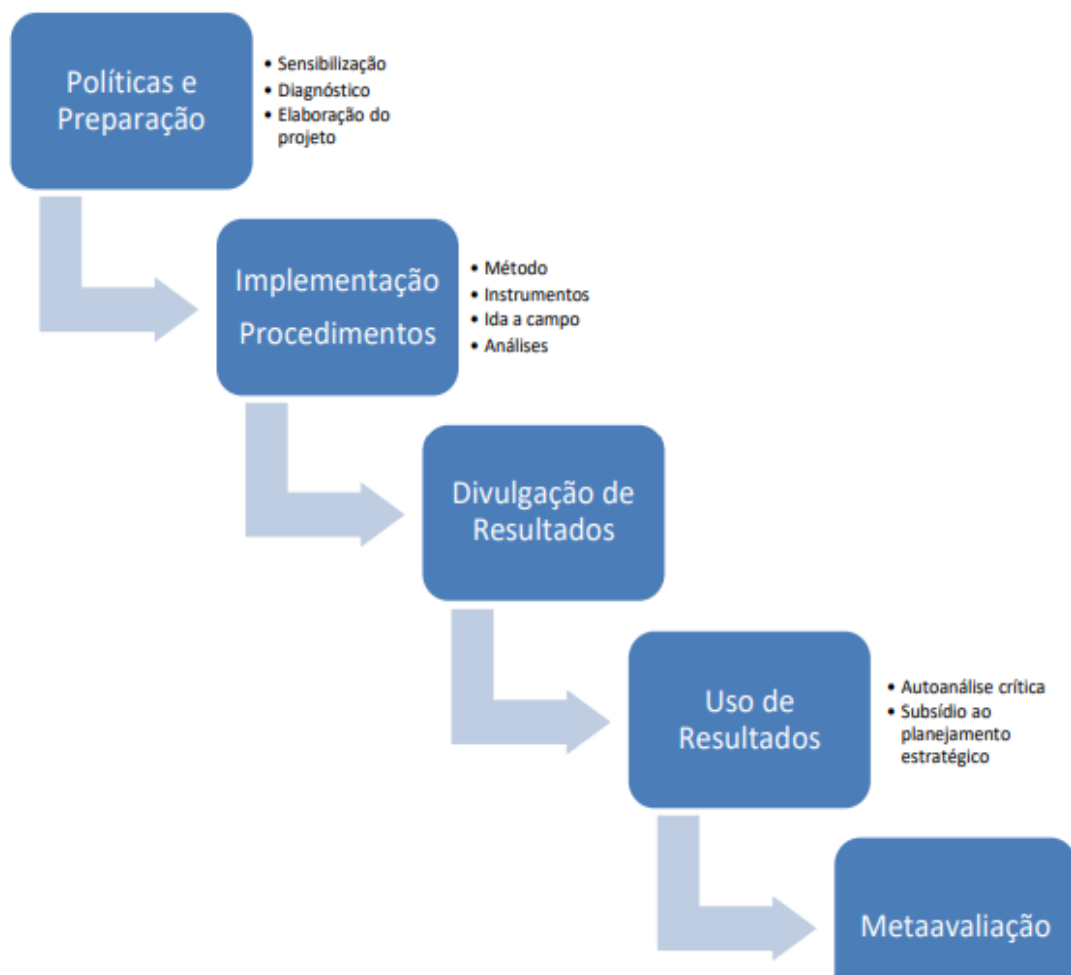 Políticas e
Preparação
• Sensibilização
• Diagnóstico
• Elaboração do
projeto
Implementação
Procedimentos
• Método
• Instrumentos
• Ida a campo
• Análises
Divulgação de
Resultados
Uso de
Resultados
• Autoanálise crítica
• Subsídio ao
planejamento
estratégico
Metaavaliação